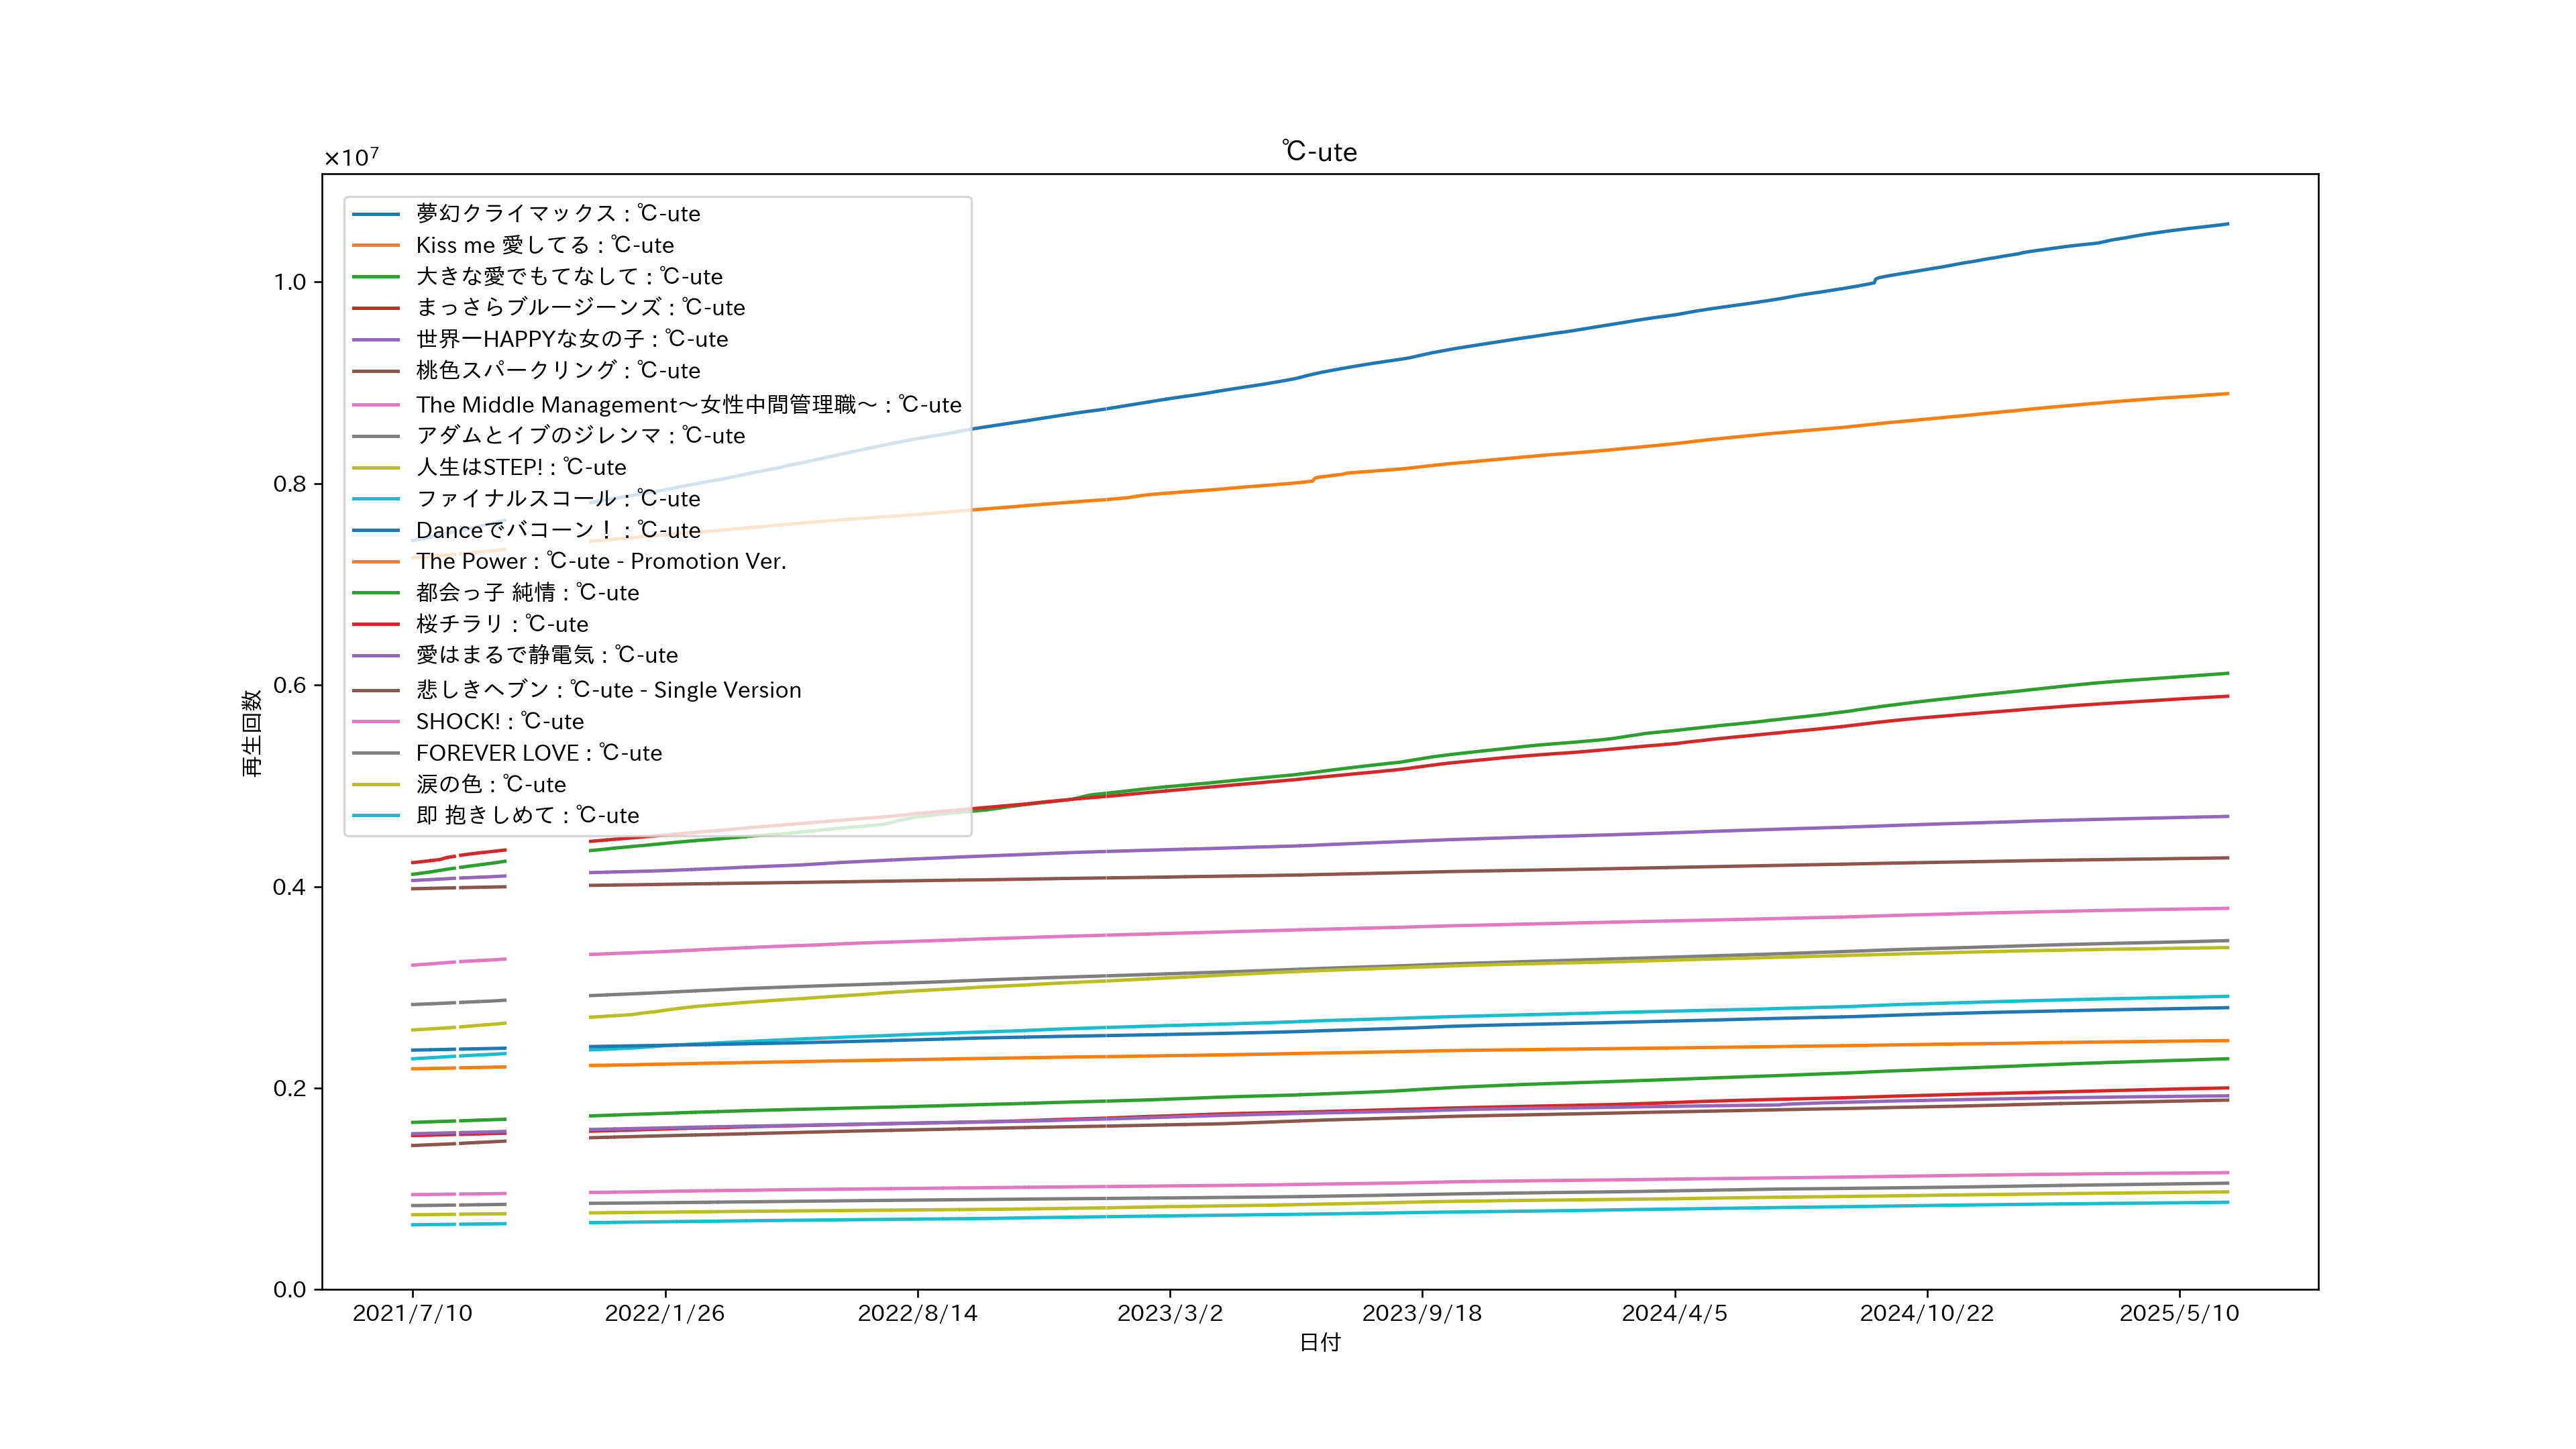 ℃-ute
×10⁷
夢幻クライマックス : ℃-ute
Kiss me 愛してる : ℃-ute
大きな愛でもてなして : ℃-ute
まっさらブルージーンズ : ℃-ute
世界一HAPPYな女の子 : ℃-ute
桃色スパークリング : ℃-ute
The Middle Management～女性中間管理職～ : ℃-ute
アダムとイブのジレンマ : ℃-ute
人生はSTEP! : ℃-ute
ファイナルスコール : ℃-ute
Danceでバコーン！ : ℃-ute
The Power : ℃-ute - Promotion Ver.
都会っ子 純情 : ℃-ute
桜チラリ : ℃-ute
愛はまるで静電気 : ℃-ute
悲しきヘブン : ℃-ute - Single Version
SHOCK! : ℃-ute
FOREVER LOVE : ℃-ute
涙の色 : ℃-ute
即 抱きしめて : ℃-ute
1.0
0.8
0.6
0.4
0.2
0.0
再生回数
2021/7/10 2022/1/26 2022/8/14 2023/3/2 2023/9/18 2024/4/5 2024/10/22 2025/5/10
日付